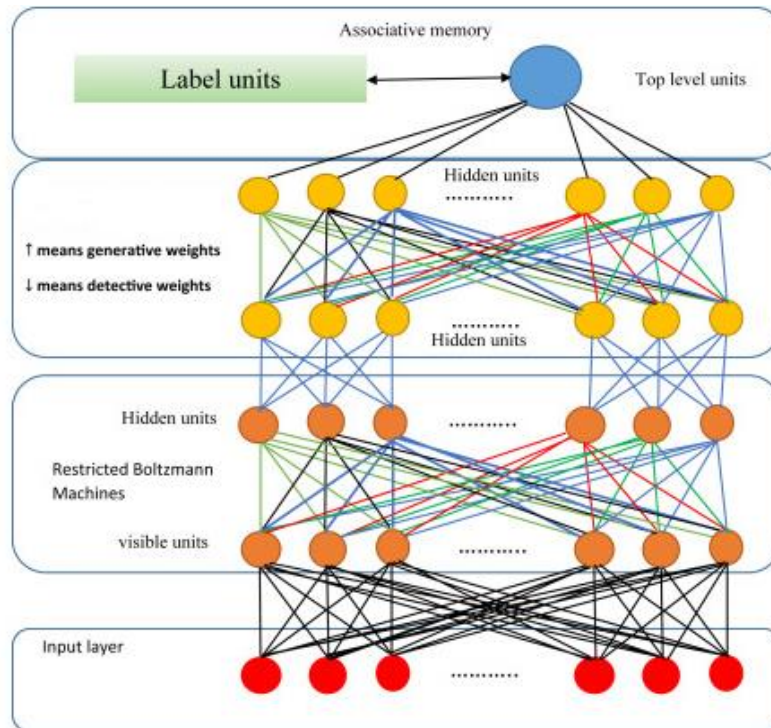 Associative memory
Label units
Top level units
Hidden units
...........
↑ means generative weights
↓ means detective weights
...........
Hidden units
Hidden units
...........
Restricted Boltzmann
Machines
visible units
...........
Input layer
...........